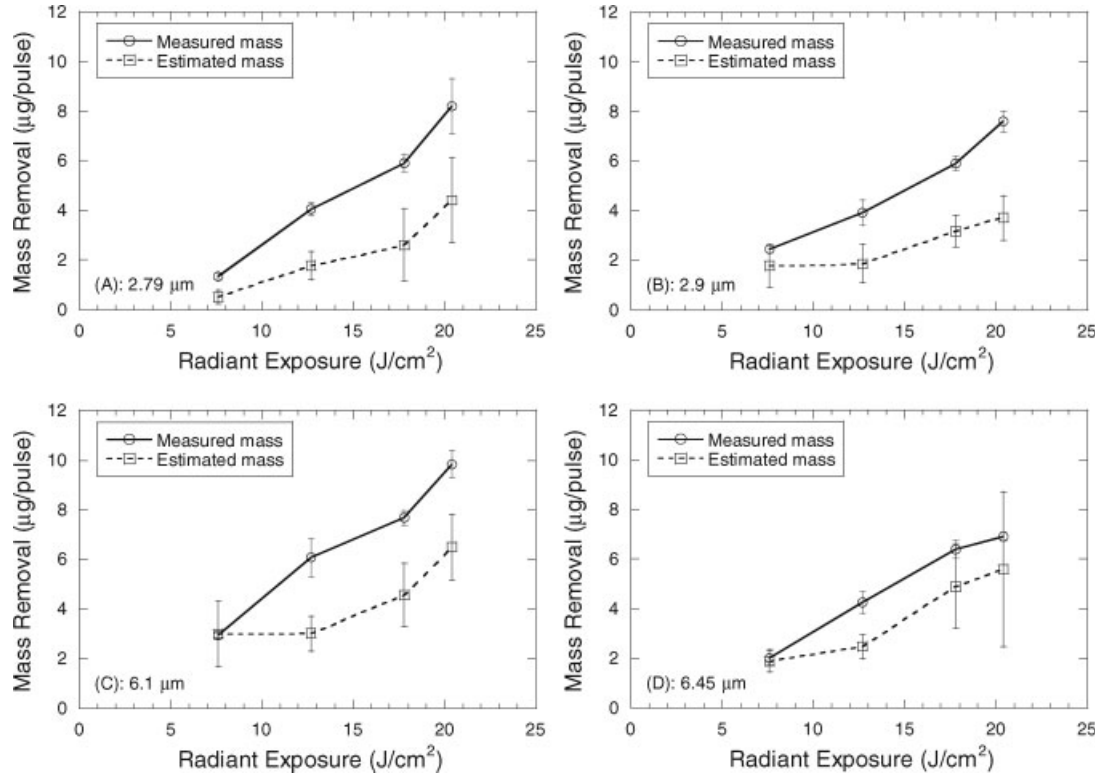 12
10
8
6
4
2
0
Mass Removal (μg/pulse)
Measured mass
Estimated mass
(A): 2.79 μm
0 5 10 15 20 25
Radiant Exposure (J/cm²)
12
10
8
6
4
2
0
Mass Removal (μg/pulse)
Measured mass
Estimated mass
(B): 2.9 μm
0 5 10 15 20 25
Radiant Exposure (J/cm²)
12
10
8
6
4
2
0
Mass Removal (μg/pulse)
Measured mass
Estimated mass
(C): 6.1 μm
0 5 10 15 20 25
Radiant Exposure (J/cm²)
12
10
8
6
4
2
0
Mass Removal (μg/pulse)
Measured mass
Estimated mass
(D): 6.45 μm
0 5 10 15 20 25
Radiant Exposure (J/cm²)